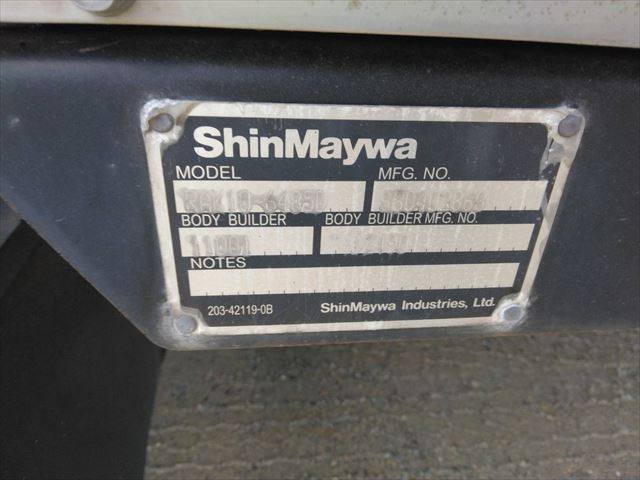 ShinMaywa
MODEL MFG. NO.
BODY BUILDER BODY BUILDER MFG. NO.
NOTES
203-42119-0B ShinMaywa Industries, Ltd.